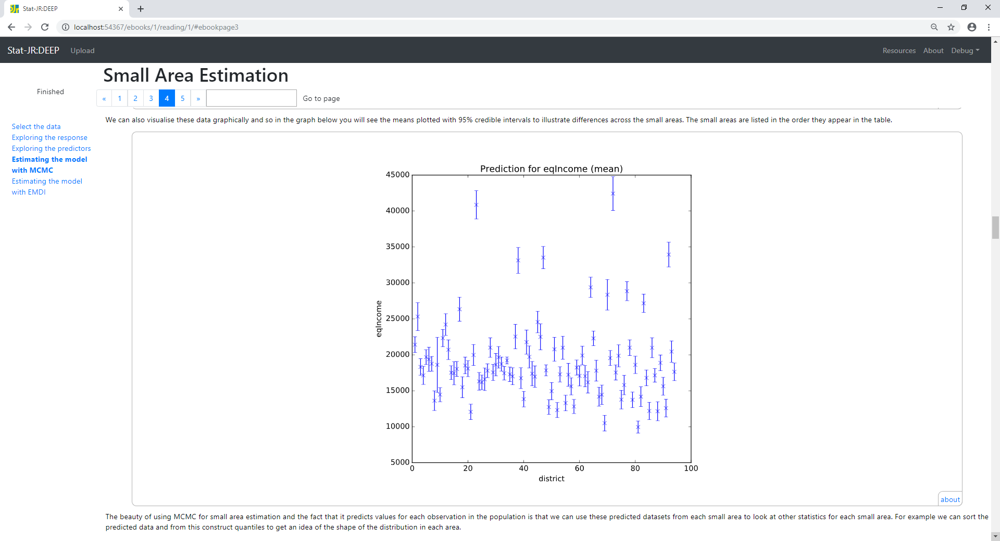 Stat-JR:DEEP
localhost:54367/ebooks/1/reading/1/#ebookpage3
Stat-JR:DEEP Upload Resources About Debug
Small Area Estimation
Finished
« 1 2 3 4 5 » Go to page
We can also visualise these data graphically and so in the graph below you will see the means plotted with 95% credible intervals to illustrate differences across the small areas. The small areas are listed in the order they appear in the table.
Select the data
Exploring the response
Exploring the predictors
Estimating the model
with MCMC
Estimating the model
with EMDI
Prediction for eqIncome (mean)
45000
40000
35000
30000
25000
20000
15000
10000
5000
eqIncome
0 20 40 60 80 100
district
about
The beauty of using MCMC for small area estimation and the fact that it predicts values for each observation in the population is that we can use these predicted datasets from each small area to look at other statistics for each small area. For example we can sort the
predicted data and from this construct quantiles to get an idea of the shape of the distribution in each area.